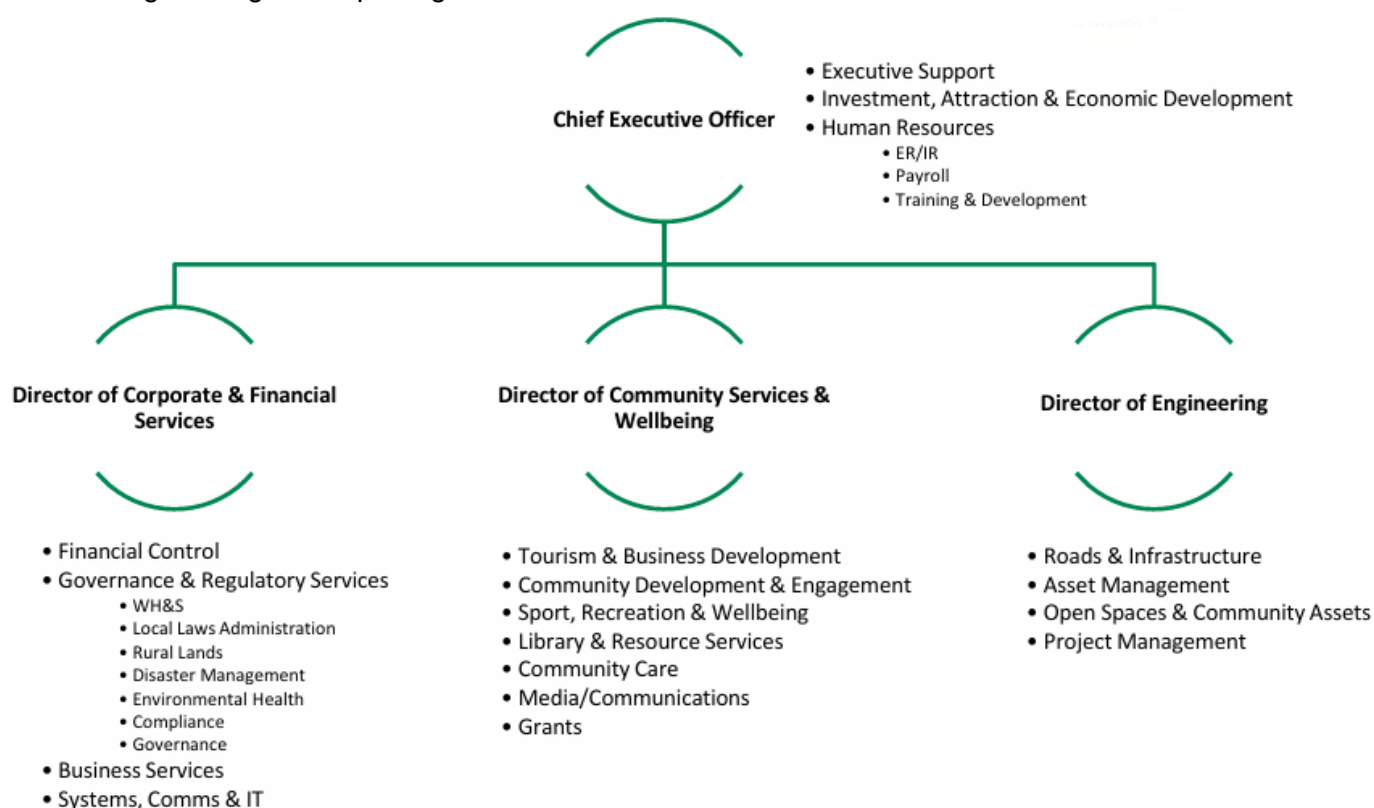 Chief Executive Officer
• Executive Support
• Investment, Attraction & Economic Development
• Human Resources
• ER/IR
• Payroll
• Training & Development
Director of Corporate & Financial
Services
• Financial Control
• Governance & Regulatory Services
• WH&S
• Local Laws Administration
• Rural Lands
• Disaster Management
• Environmental Health
• Compliance
• Governance
• Business Services
• Systems, Comms & IT
Director of Community Services &
Wellbeing
• Tourism & Business Development
• Community Development & Engagement
• Sport, Recreation & Wellbeing
• Library & Resource Services
• Community Care
• Media/Communications
• Grants
Director of Engineering
• Roads & Infrastructure
• Asset Management
• Open Spaces & Community Assets
• Project Management